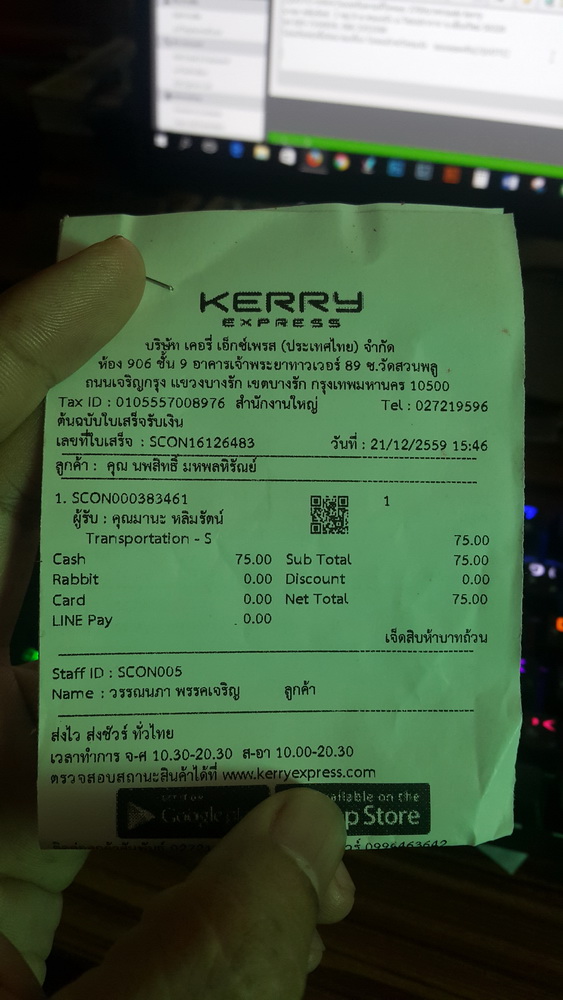 KERRY
EXPRESS
บริษัท เคอรี่ เอ็กซ์เพรส (ประเทศไทย) จำกัด
ห้อง 906 ชั้น 9 อาคารเจ้าพระยาทาวเวอร์ 89 ซ.วัดสวนพลู
ถนนเจริญกรุง แขวงบางรัก เขตบางรัก กรุงเทพมหานคร 10500
Tax ID : 0105557008976 สำนักงานใหญ่ Tel : 027219596
ต้นฉบับใบเสร็จรับเงิน
เลขที่ใบเสร็จ : SCON16126483 วันที่ : 21/12/2559 15:46
ลูกค้า : คุณ นพสิทธิ์ มหพลหิรัณย์
1. SCON000383461 1
ผู้รับ : คุณมานะ หลิมรัตน์
Transportation - S 75.00
Cash 75.00 Sub Total 75.00
Rabbit 0.00 Discount 0.00
Card 0.00 Net Total 75.00
LINE Pay 0.00
เจ็ดสิบห้าบาทถ้วน
Staff ID : SCON005
Name : วรรณนภา พรรคเจริญ ลูกค้า
ส่งไว ส่งชัวร์ ทั่วไทย
เวลาทำการ จ-ศ 10.30-20.30 ส-อา 10.00-20.30
ตรวจสอบสถานะสินค้าได้ที่ www.kerryexpress.com
on the
Google Store